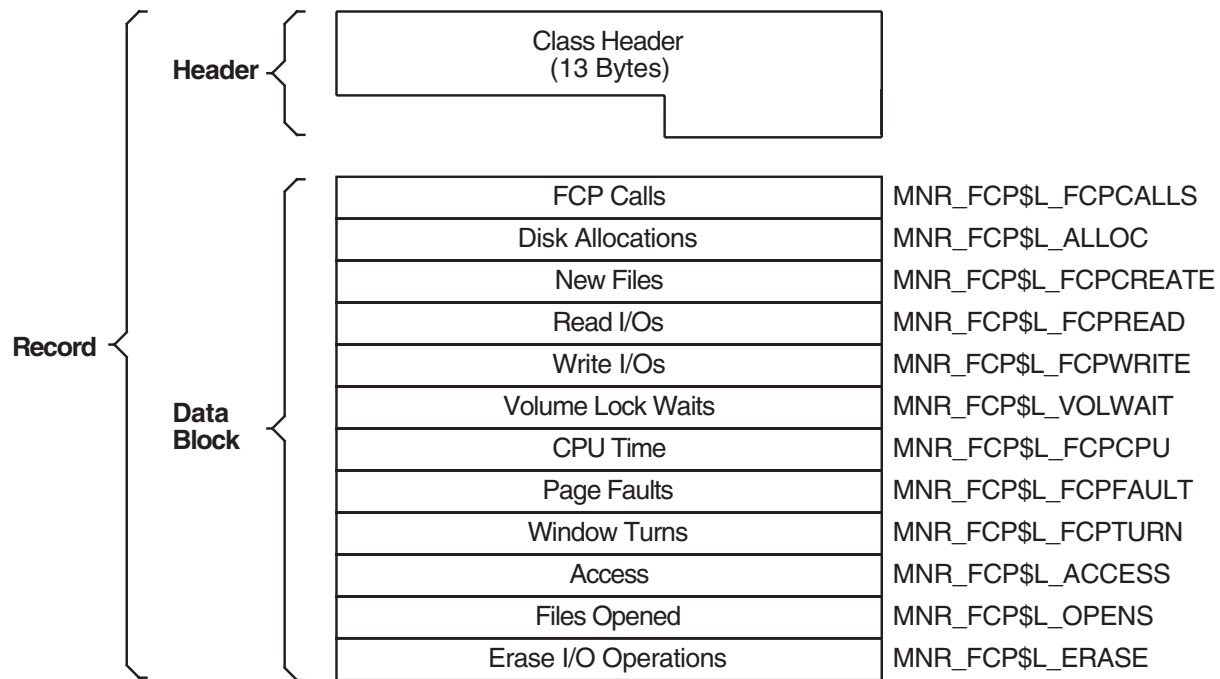 Class Header
(13 Bytes)
Header
FCP Calls MNR_FCP$L_FCPCALLS
Disk Allocations MNR_FCP$L_ALLOC
New Files MNR_FCP$L_FCPCREATE
Read I/Os MNR_FCP$L_FCPREAD
Record
Write I/Os MNR_FCP$L_FCPWRITE
Data
Block
Volume Lock Waits MNR_FCP$L_VOLWAIT
CPU Time MNR_FCP$L_FCPCPU
Page Faults MNR_FCP$L_FCPFAULT
Window Turns MNR_FCP$L_FCPTURN
Access MNR_FCP$L_ACCESS
Files Opened MNR_FCP$L_OPENS
Erase I/O Operations MNR_FCP$L_ERASE